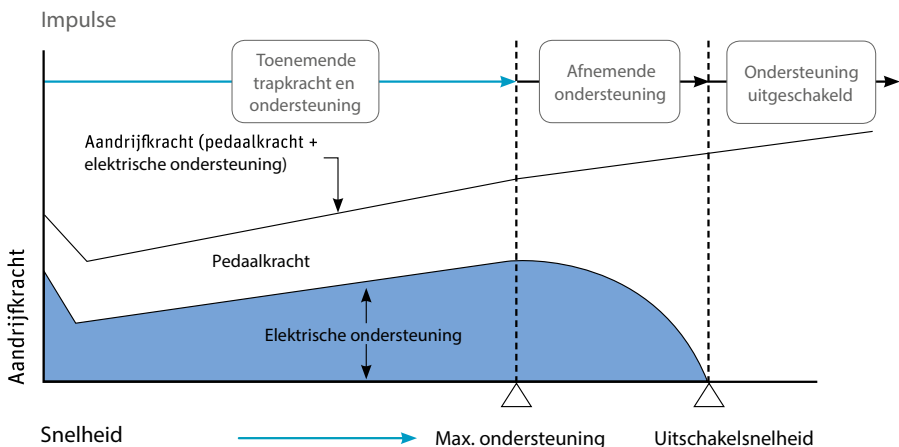 Impulse
Toenemende
trapkracht en
ondersteuning
Afnemende
ondersteuning
Ondersteuning
uitgeschakeld
Aandrijfkracht (pedaalkracht +
elektrische ondersteuning)
Pedaalkracht
Elektrische ondersteuning
Aandrijfkracht
Snelheid
Max. ondersteuning
Uitschakelsnelheid